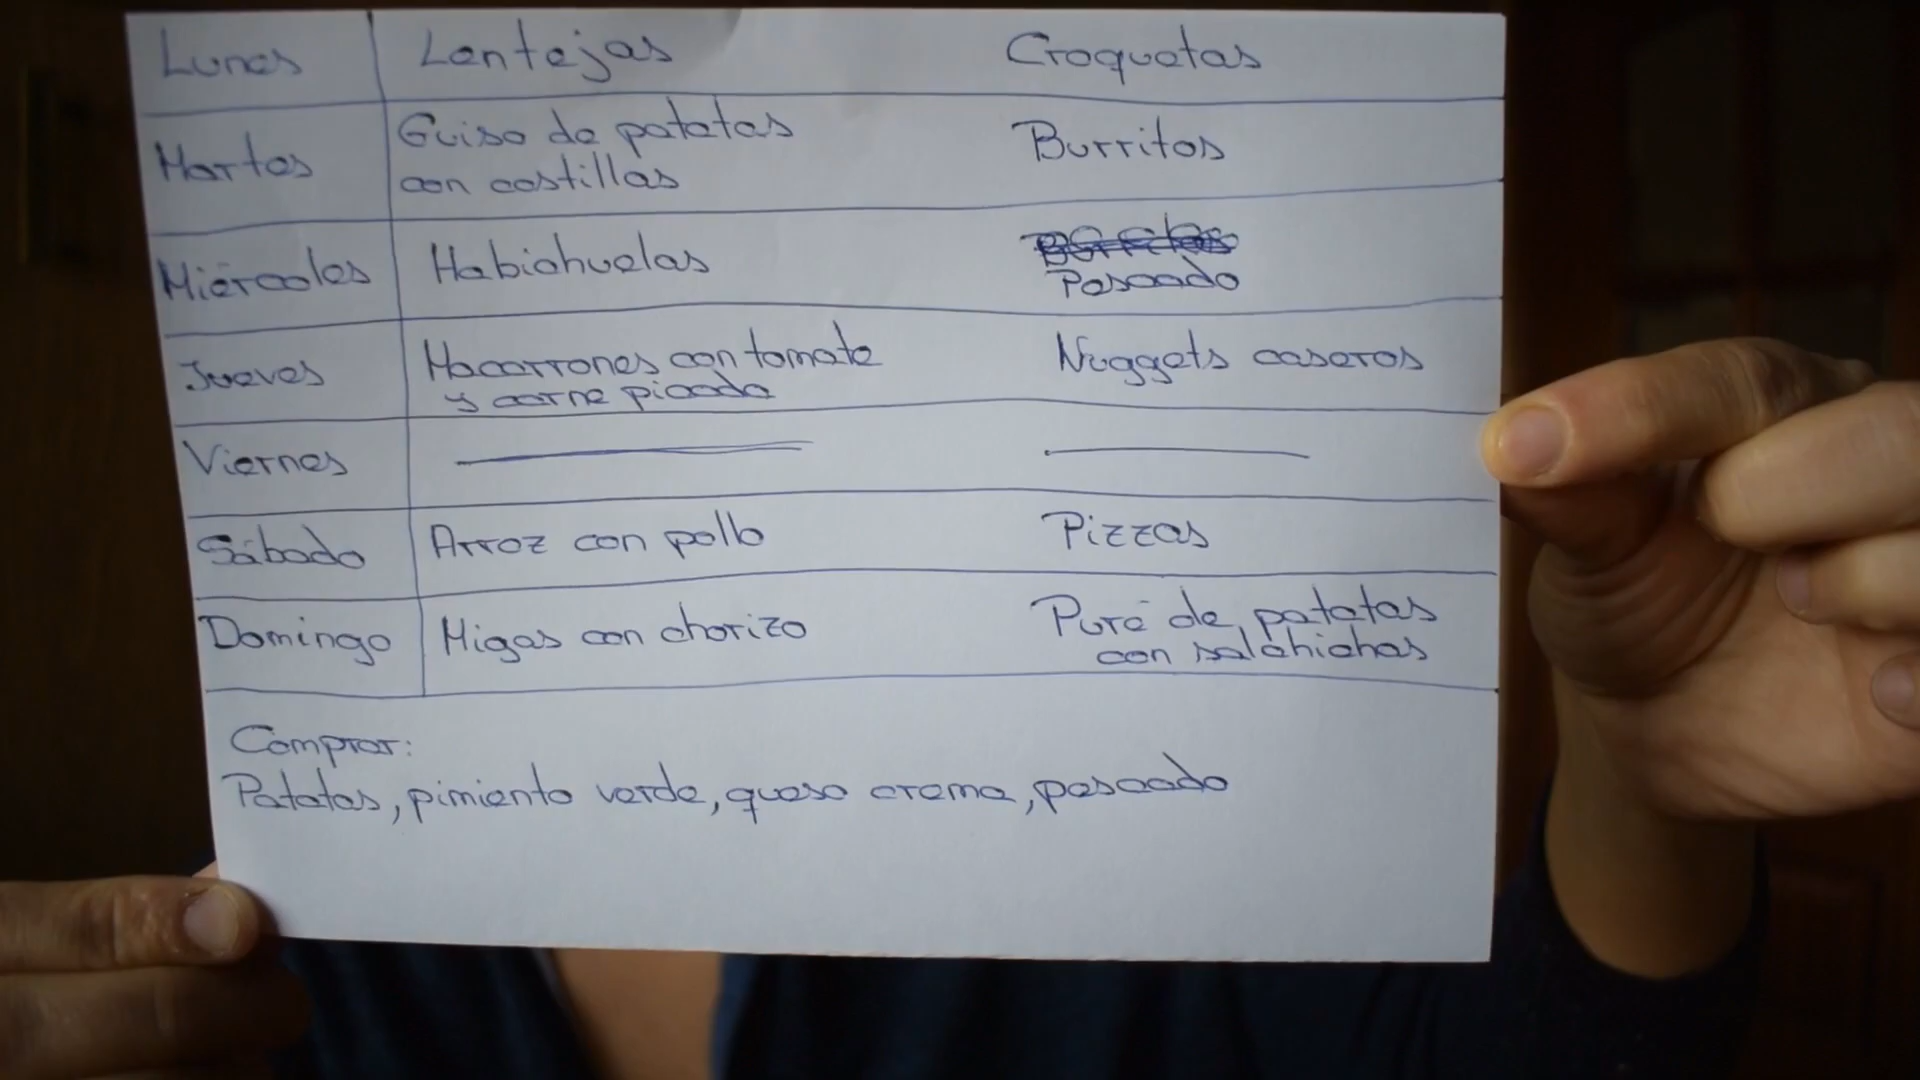 Lunes Lentejas Croquetas
Martes Guiso de patatas Burritos
con costillas
Miércoles Habichuelas
Pescado
Jueves Macarrones con tomate Nuggets caseros
y carne picada
Viernes
Sábado Arroz con pollo Pizzas
Domingo Migas con chorizo Puré de patatas
con salchichas
Comprar:
Patatas, pimiento verde, queso crema, pescado